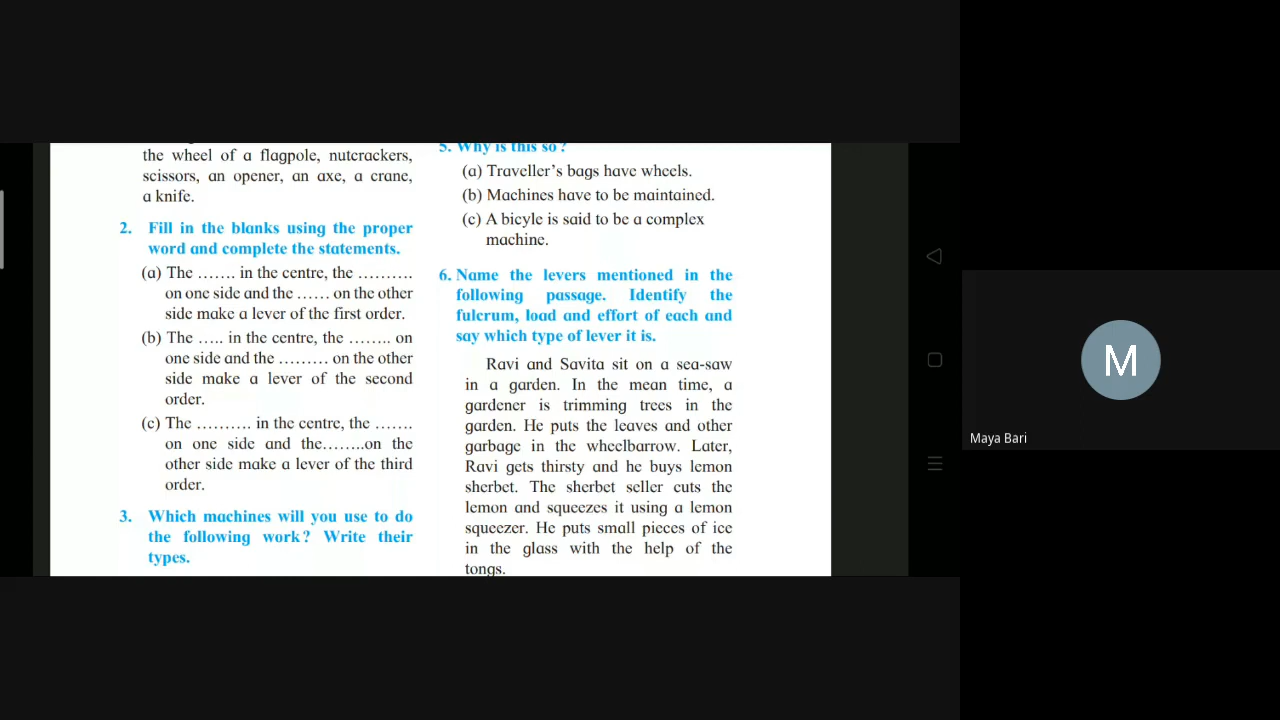 the wheel of a flagpole, nutcrackers,
scissors, an opener, an axe, a crane,
a knife.
2. Fill in the blanks using the proper
word and complete the statements.
(a) The ....... in the centre, the ..........
on one side and the ...... on the other
side make a lever of the first order.
(b) The ..... in the centre, the ........ on
one side and the ......... on the other
side make a lever of the second
order.
(c) The .......... in the centre, the .......
on one side and the........on the
other side make a lever of the third
order.
3. Which machines will you use to do
the following work? Write their
types.
5. Why is this so?
(a) Traveller's bags have wheels.
(b) Machines have to be maintained.
(c) A bicyle is said to be a complex
machine.
6. Name the levers mentioned in the
following passage. Identify the
fulcrum, load and effort of each and
say which type of lever it is.
Ravi and Savita sit on a sea-saw
in a garden. In the mean time, a
gardener is trimming trees in the
garden. He puts the leaves and other
garbage in the wheelbarrow. Later,
Ravi gets thirsty and he buys lemon
sherbet. The sherbet seller cuts the
lemon and squeezes it using a lemon
squeezer. He puts small pieces of ice
in the glass with the help of the
tongs.
M
Maya Bari